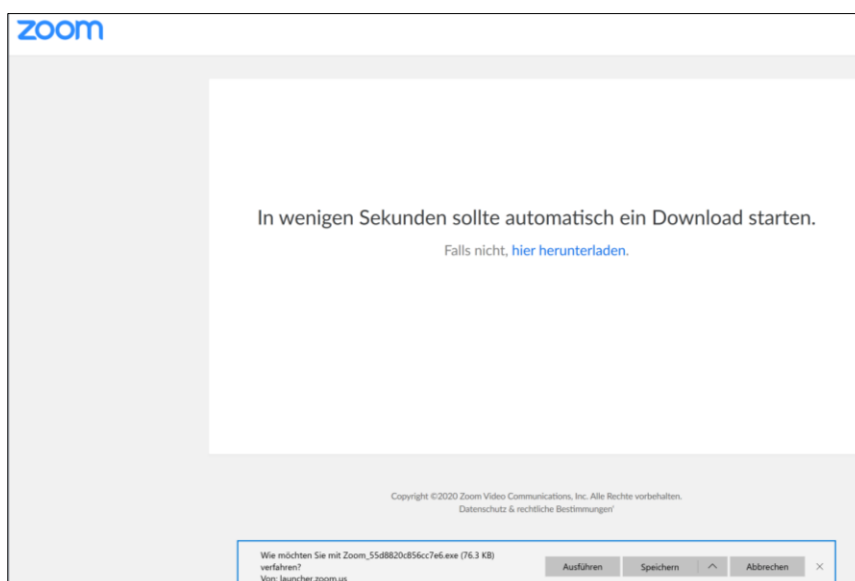 zoom
In wenigen Sekunden sollte automatisch ein Download starten.
Falls nicht, hier herunterladen.
Copyright ©2020 Zoom Video Communications, Inc. Alle Rechte vorbehalten.
Datenschutz & rechtliche Bestimmungen'
Wie möchten Sie mit Zoom_55d8820c856cc7e6.exe (76.3 KB)
verfahren?
Von: launcher.zoom.us
Ausführen Speichern Abbrechen